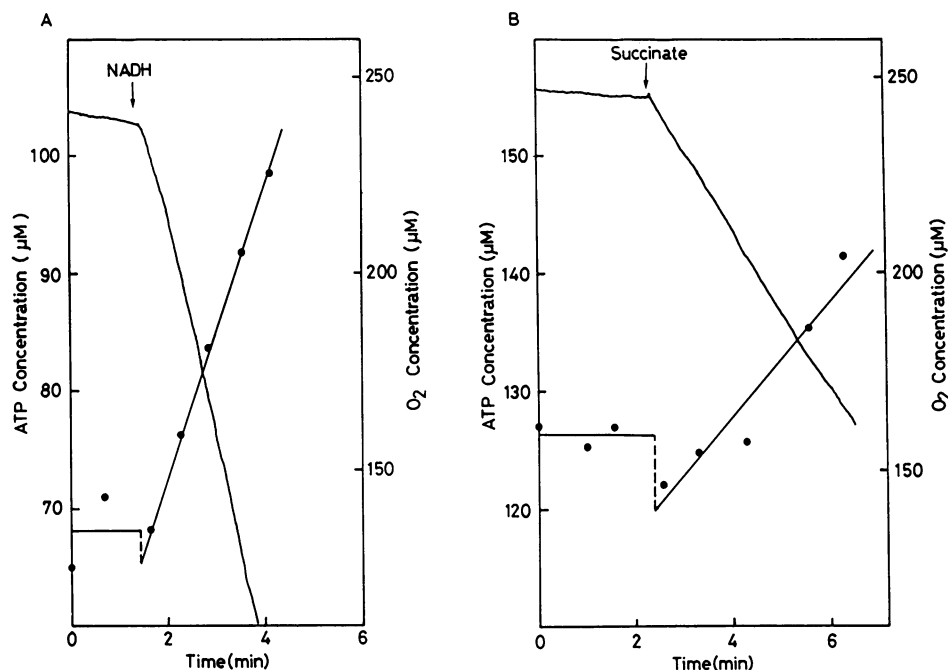 A
NADH
ATP Concentration (µM)
100
90
80
70
O2 Concentration (µM)
250
200
150
0
2
4
6
Time(min)
B
Succinate
ATP Concentration (µM)
150
140
130
120
O2 Concentration (µM)
250
200
150
0
2
4
6
Time(min)